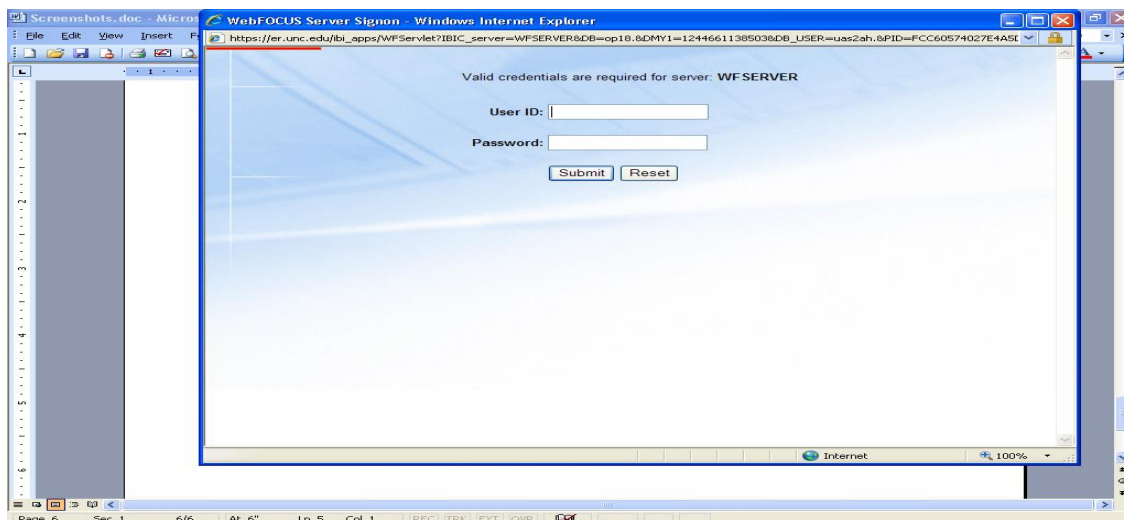 Screenshots.doc - Micros
WebFOCUS Server Signon - Windows Internet Explorer
File Edit View Insert F
https://er.unc.edu/ibi_apps/WFServlet?IBIC_server=WFSERVER&DB=op18.&DMY1=1244661138503&DB_USER=uas2ah.&PID=FCC60574027E4A5D
Valid credentials are required for server: WFSERVER
User ID:
Password:
Submit Reset
Internet 100%
Page 6 Sec 1 6/6 At 6" Ln 5 Col 1 REC TRK EXT OVR